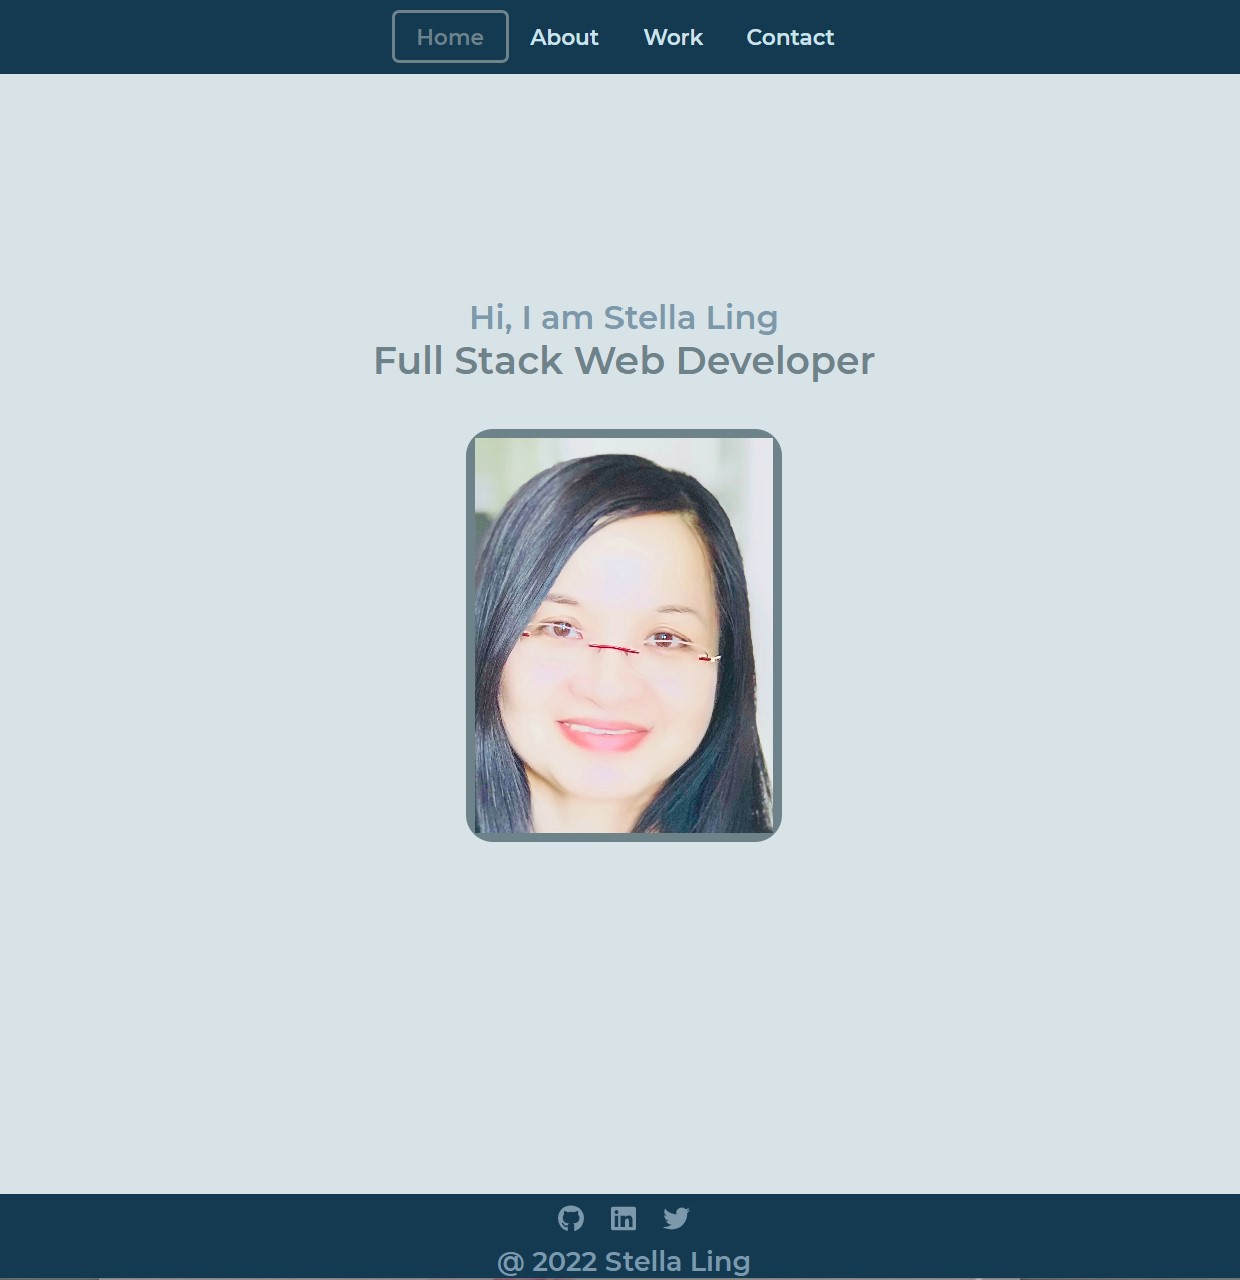 Home About Work Contact
Hi, I am Stella Ling
Full Stack Web Developer
@ 2022 Stella Ling